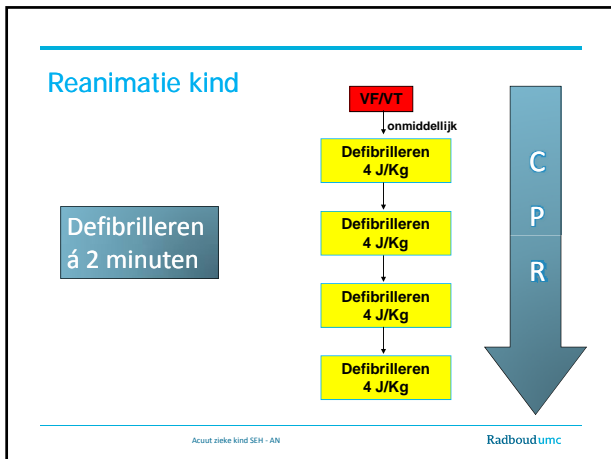 Reanimatie kind
VF/VT
onmiddellijk
Defibrilleren
4 J/Kg
Defibrilleren
4 J/Kg
Defibrilleren
4 J/Kg
Defibrilleren
4 J/Kg
Defibrilleren
á 2 minuten
C
P
R
Acuut zieke kind SEH - AN
Radboudumc